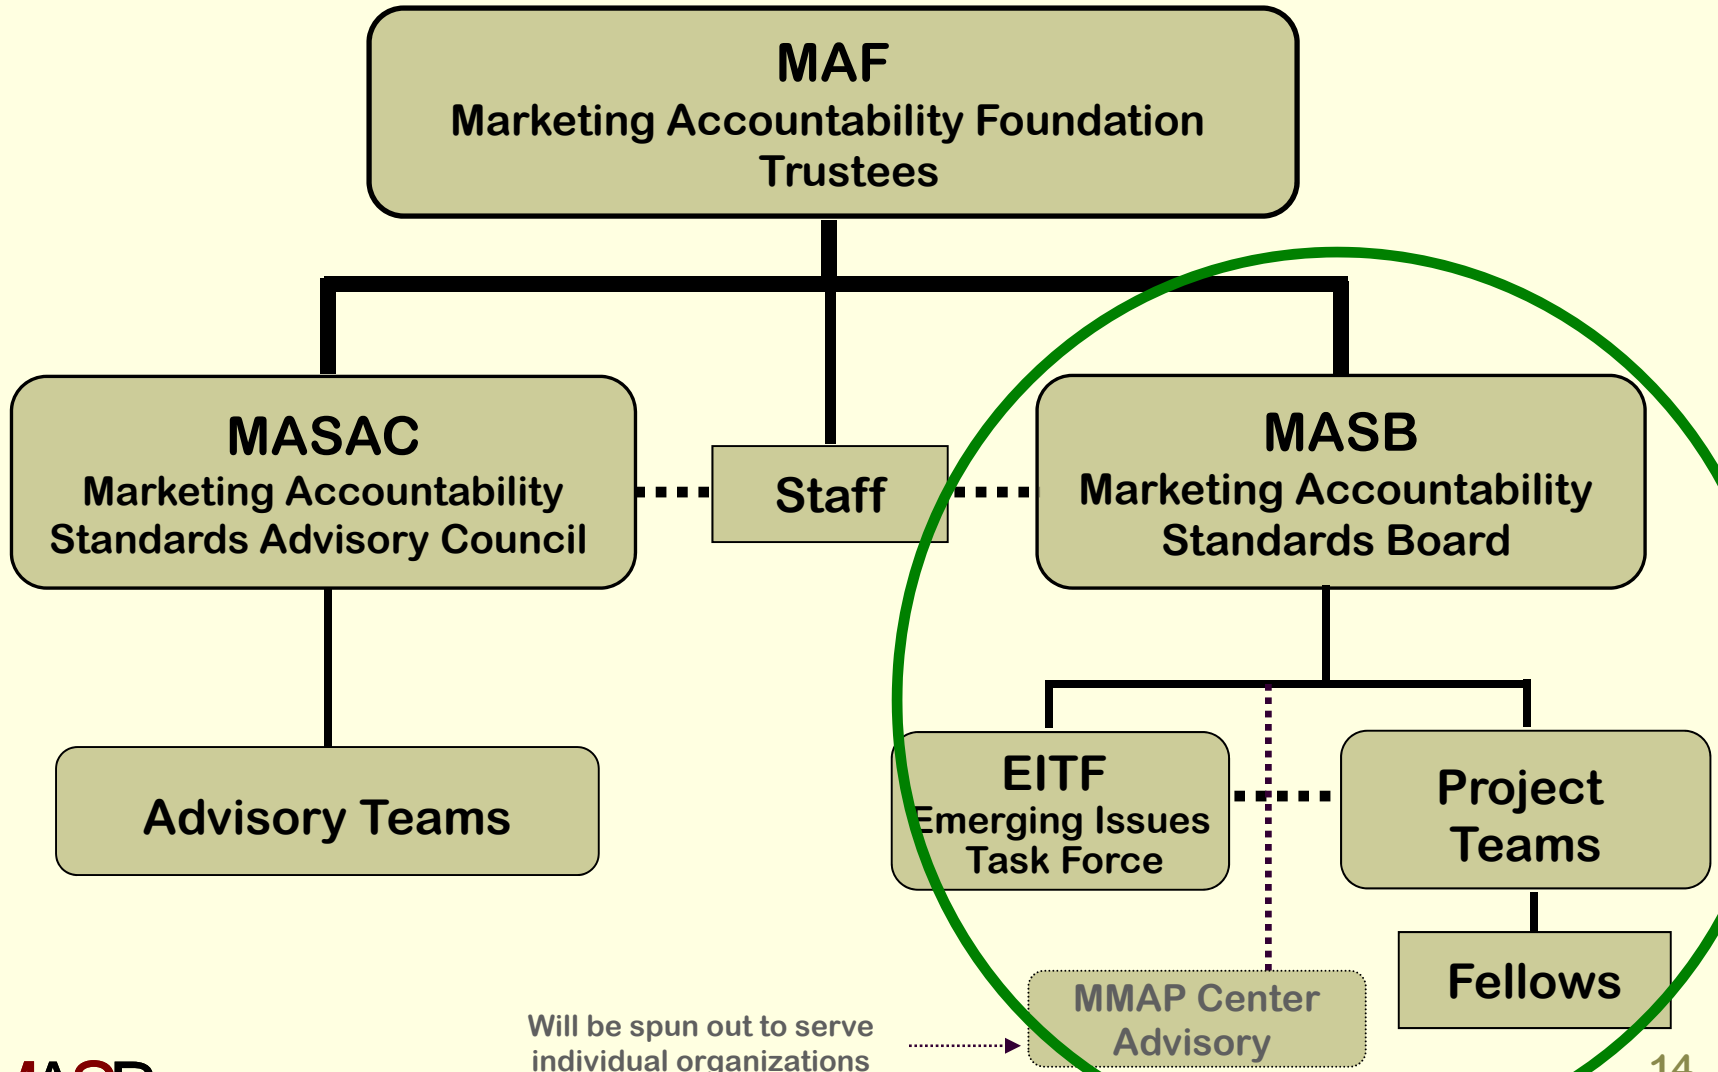 MAF
Marketing Accountability Foundation
Trustees
MASAC
Marketing Accountability
Standards Advisory Council
Staff
MASB
Marketing Accountability
Standards Board
Advisory Teams
EITF
Emerging Issues
Task Force
Project
Teams
Fellows
MMAP Center
Advisory
Will be spun out to serve
individual organizations
MASB
14